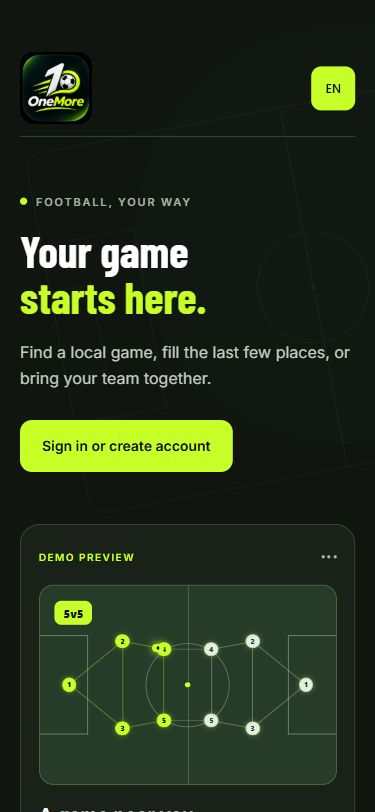 1
OneMore
EN
FOOTBALL, YOUR WAY
Your game
starts here.
Find a local game, fill the last few places, or
bring your team together.
Sign in or create account
DEMO PREVIEW
5v5
2 4 4 2
1 1
3 5 5 3